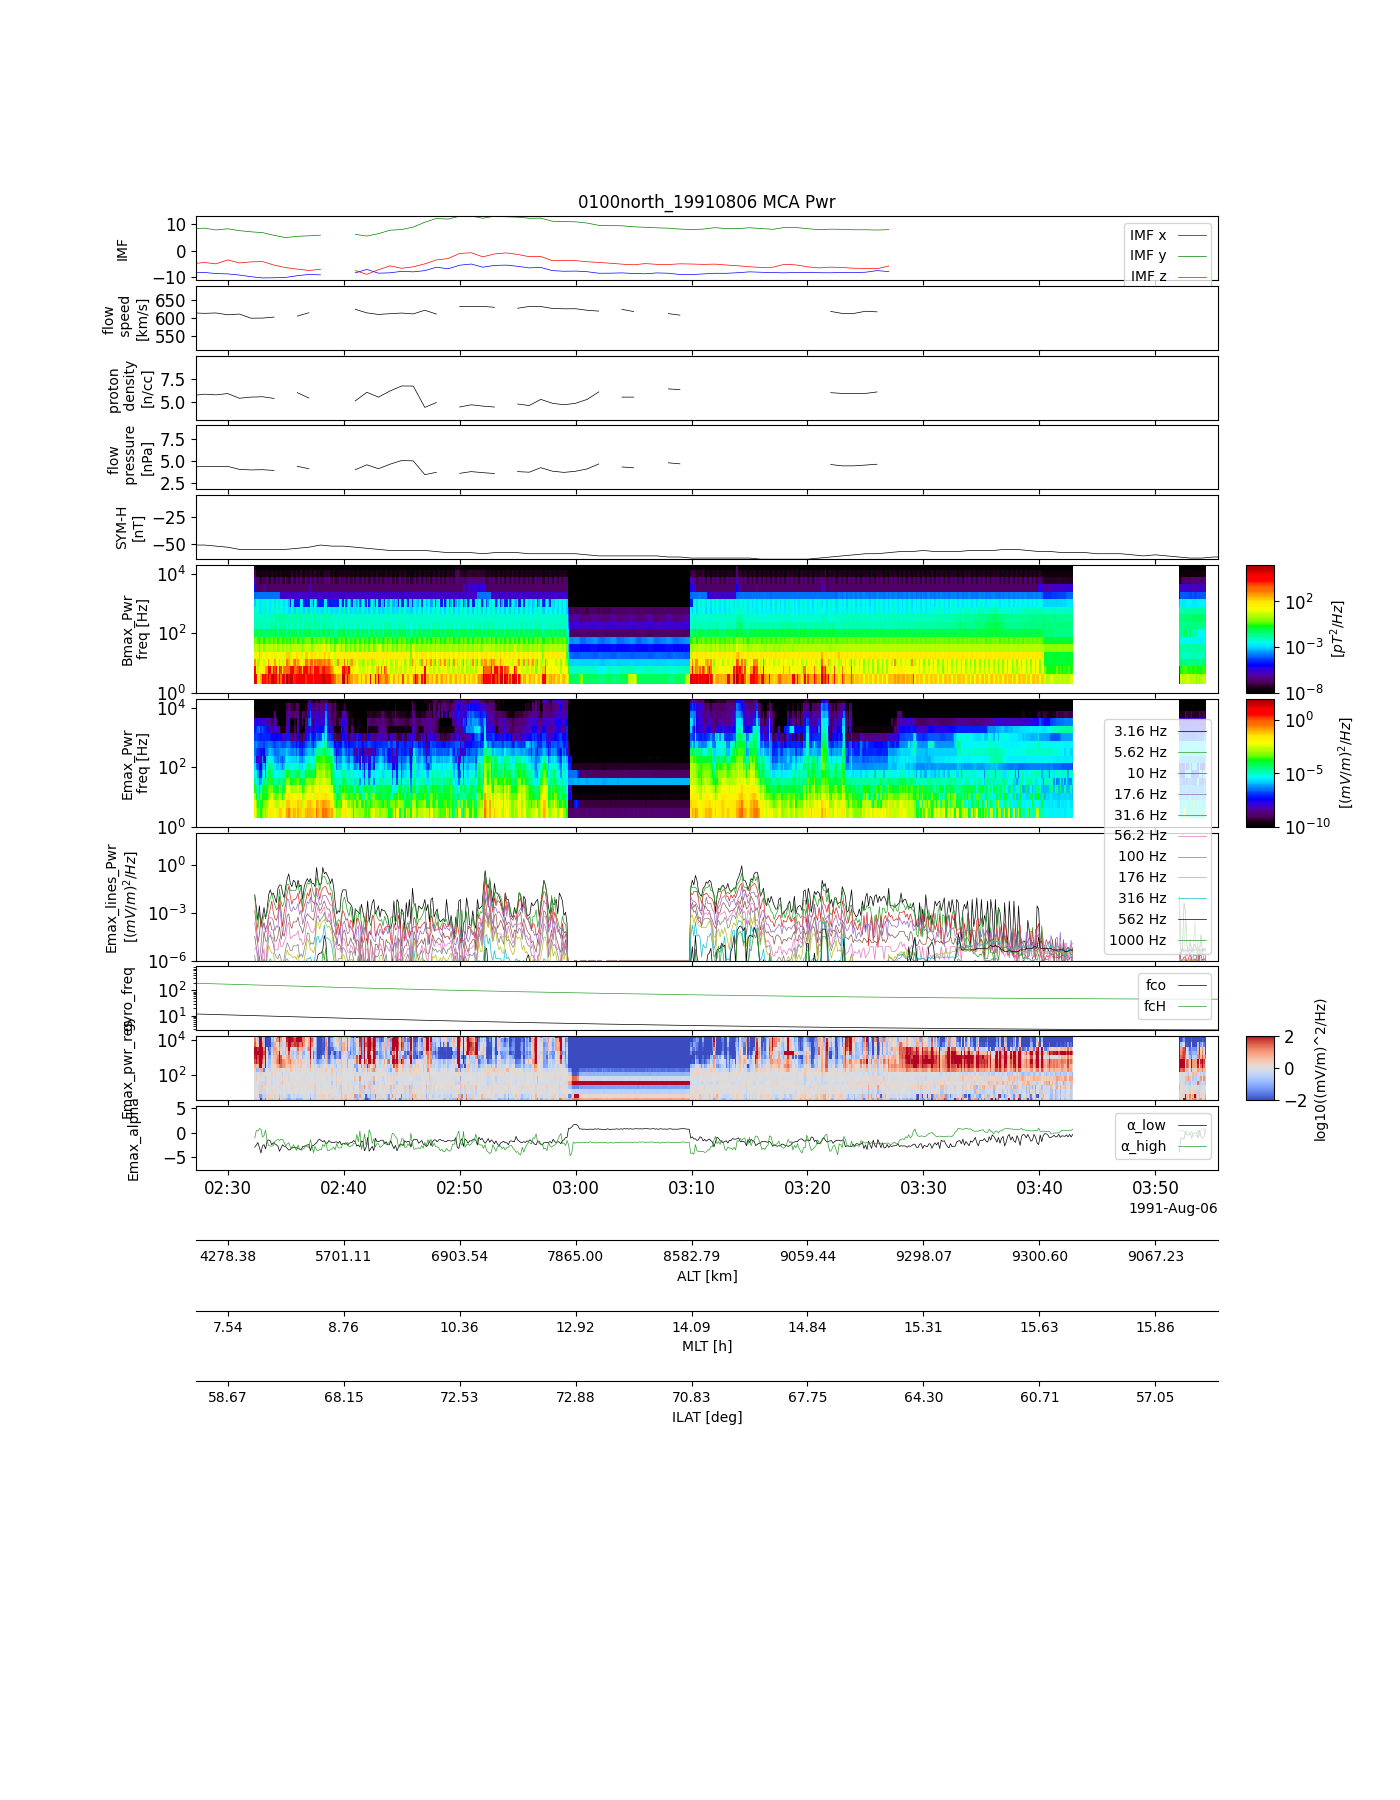 0100north_19910806 MCA Pwr
10
0
−10
IMF
IMF x
IMF y
IMF z
650
600
550
flow
speed
[km/s]
7.5
5.0
proton
density
[n/cc]
7.5
5.0
2.5
flow
pressure
[nPa]
−25
−50
SYM-H
[nT]
10^4
10^2
10^0
Bmax_Pwr
freq [Hz]
10^2
10^−3
10^−8
[pT^2/Hz]
10^4
10^2
10^0
Emax_Pwr
freq [Hz]
10^0
10^−5
10^−10
[(mV/m)^2/Hz]
3.16 Hz
5.62 Hz
10 Hz
17.6 Hz
31.6 Hz
56.2 Hz
100 Hz
176 Hz
316 Hz
562 Hz
1000 Hz
10^0
10^−3
10^−6
Emax_lines_Pwr
[(mV/m)^2/Hz]
10^2
10^1
gyro_freq
fco
fcH
10^4
10^2
Emax_pwr_reg
2
0
−2
log10((mV/m)^2/Hz)
5
0
−5
Emax_alpha
α_low
α_high
02:30 02:40 02:50 03:00 03:10 03:20 03:30 03:40 03:50
1991-Aug-06
4278.38 5701.11 6903.54 7865.00 8582.79 9059.44 9298.07 9300.60 9067.23
ALT [km]
7.54 8.76 10.36 12.92 14.09 14.84 15.31 15.63 15.86
MLT [h]
58.67 68.15 72.53 72.88 70.83 67.75 64.30 60.71 57.05
ILAT [deg]